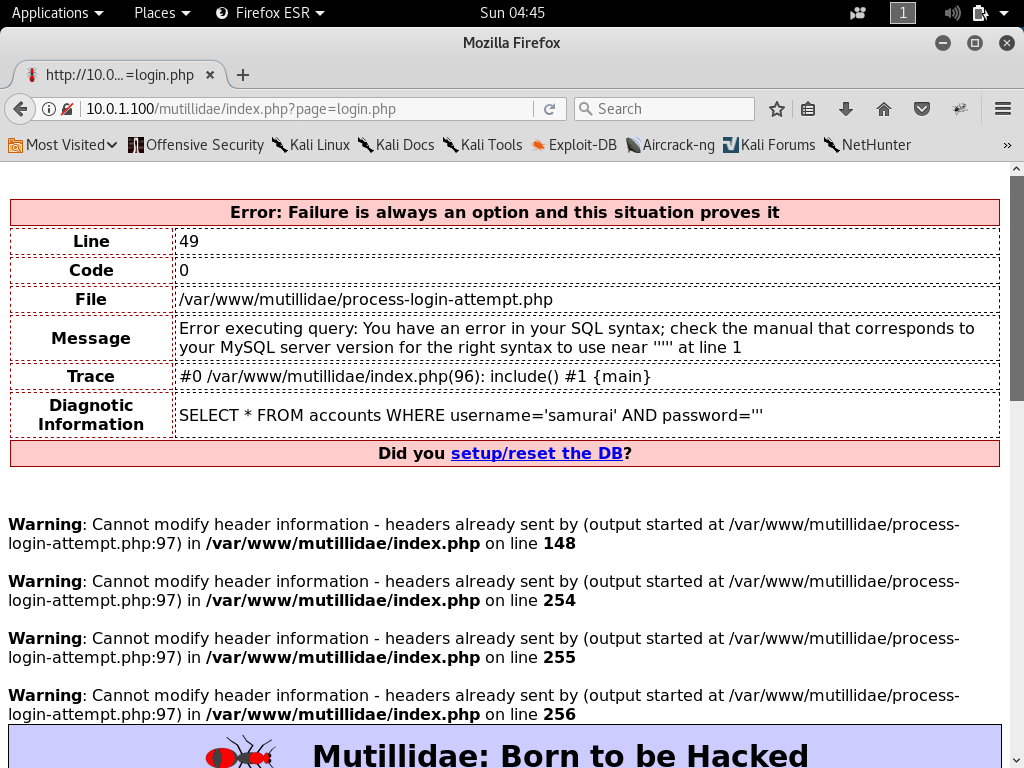 Applications Places Firefox ESR Sun 04:45 1
Mozilla Firefox
http://10.0... =login.php
10.0.1.100/mutillidae/index.php?page=login.php Search
Most Visited Offensive Security Kali Linux Kali Docs Kali Tools Exploit-DB Aircrack-ng Kali Forums NetHunter »
Error: Failure is always an option and this situation proves it
Line 49
Code 0
File /var/www/mutillidae/process-login-attempt.php
Message Error executing query: You have an error in your SQL syntax; check the manual that corresponds to
your MySQL server version for the right syntax to use near ''''' at line 1
Trace #0 /var/www/mutillidae/index.php(96): include() #1 {main}
Diagnostic
Information SELECT * FROM accounts WHERE username='samurai' AND password='''
Did you setup/reset the DB?
Warning: Cannot modify header information - headers already sent by (output started at /var/www/mutillidae/process-
login-attempt.php:97) in /var/www/mutillidae/index.php on line 148
Warning: Cannot modify header information - headers already sent by (output started at /var/www/mutillidae/process-
login-attempt.php:97) in /var/www/mutillidae/index.php on line 254
Warning: Cannot modify header information - headers already sent by (output started at /var/www/mutillidae/process-
login-attempt.php:97) in /var/www/mutillidae/index.php on line 255
Warning: Cannot modify header information - headers already sent by (output started at /var/www/mutillidae/process-
login-attempt.php:97) in /var/www/mutillidae/index.php on line 256
Mutillidae: Born to be Hacked